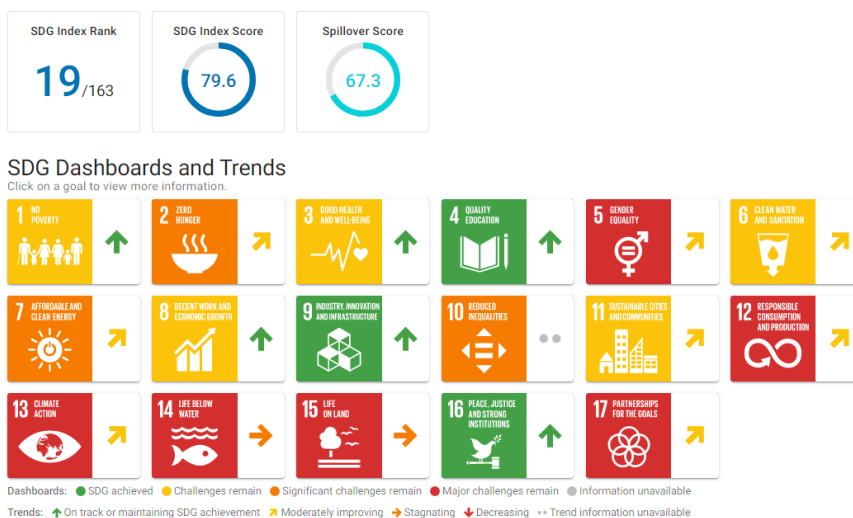 SDG Index Rank
19/163
SDG Index Score
79.6
Spillover Score
67.3
SDG Dashboards and Trends
Click on a goal to view more information.
1 NO
POVERTY
2 ZERO
HUNGER
3 GOOD HEALTH
AND WELL-BEING
4 QUALITY
EDUCATION
5 GENDER
EQUALITY
6 CLEAN WATER
AND SANITATION
7 AFFORDABLE AND
CLEAN ENERGY
8 DECENT WORK AND
ECONOMIC GROWTH
9 INDUSTRY, INNOVATION
AND INFRASTRUCTURE
10 REDUCED
INEQUALITIES
11 SUSTAINABLE CITIES
AND COMMUNITIES
12 RESPONSIBLE
CONSUMPTION
AND PRODUCTION
13 CLIMATE
ACTION
14 LIFE BELOW
WATER
15 LIFE
ON LAND
16 PEACE, JUSTICE
AND STRONG
INSTITUTIONS
17 PARTNERSHIPS
FOR THE GOALS
Dashboards: SDG achieved Challenges remain Significant challenges remain Major challenges remain Information unavailable
Trends: On track or maintaining SDG achievement Moderately improving Stagnating Decreasing Trend information unavailable